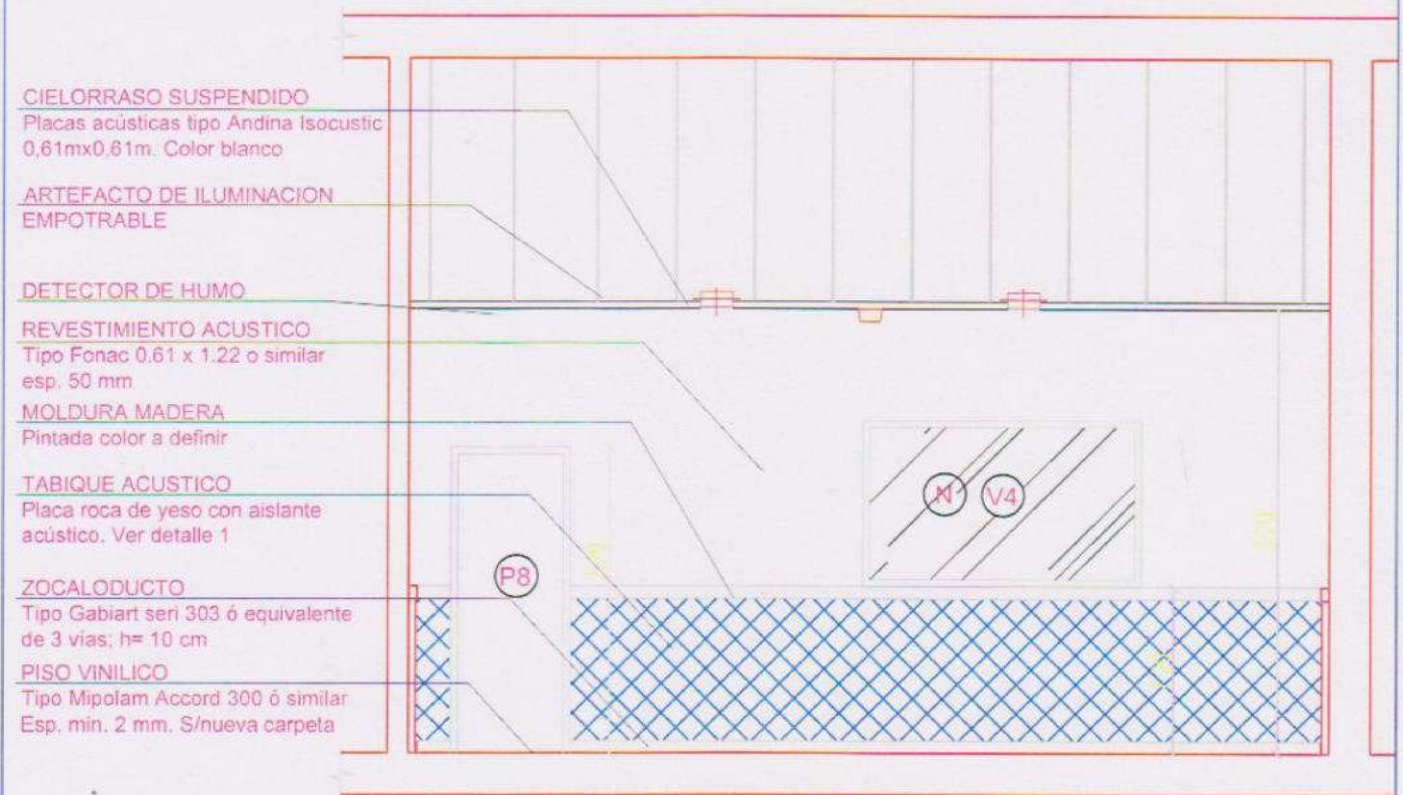 CIELORRASO SUSPENDIDO
Placas acústicas tipo Andina Isocustic
0,61mx0,61m. Color blanco
ARTEFACTO DE ILUMINACION
EMPOTRABLE
DETECTOR DE HUMO
REVESTIMIENTO ACUSTICO
Tipo Fonac 0.61 x 1.22 o similar
esp. 50 mm
MOLDURA MADERA
Pintada color a definir
TABIQUE ACUSTICO
Placa roca de yeso con aislante
acústico. Ver detalle 1
ZOCALODUCTO
Tipo Gabiart seri 303 ó equivalente
de 3 vías; h= 10 cm
PISO VINILICO
Tipo Mipolam Accord 300 ó similar
Esp. min. 2 mm. S/nueva carpeta
P8
N
V4